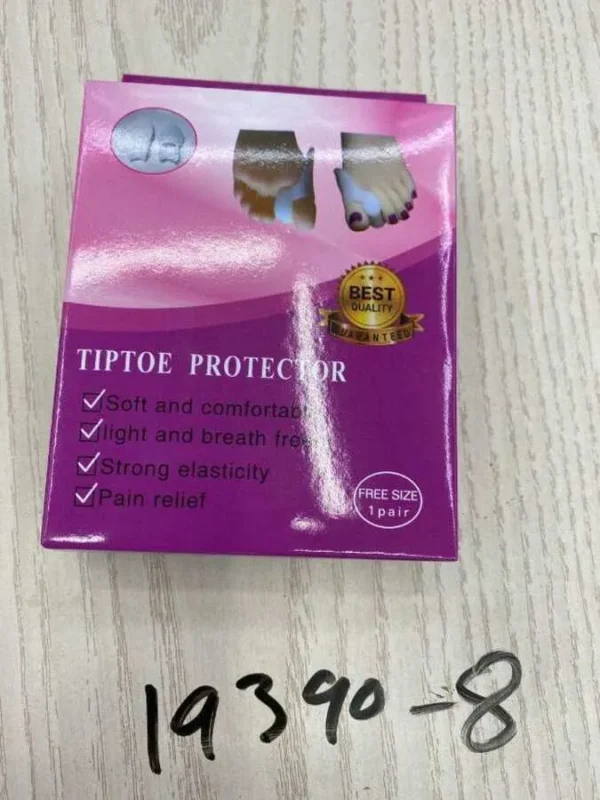 BEST
QUALITY
TIPTOE PROTECTOR
Soft and comfortab
light and breath free
Strong elasticity
Pain relief
FREE SIZE
1pair
19390-8